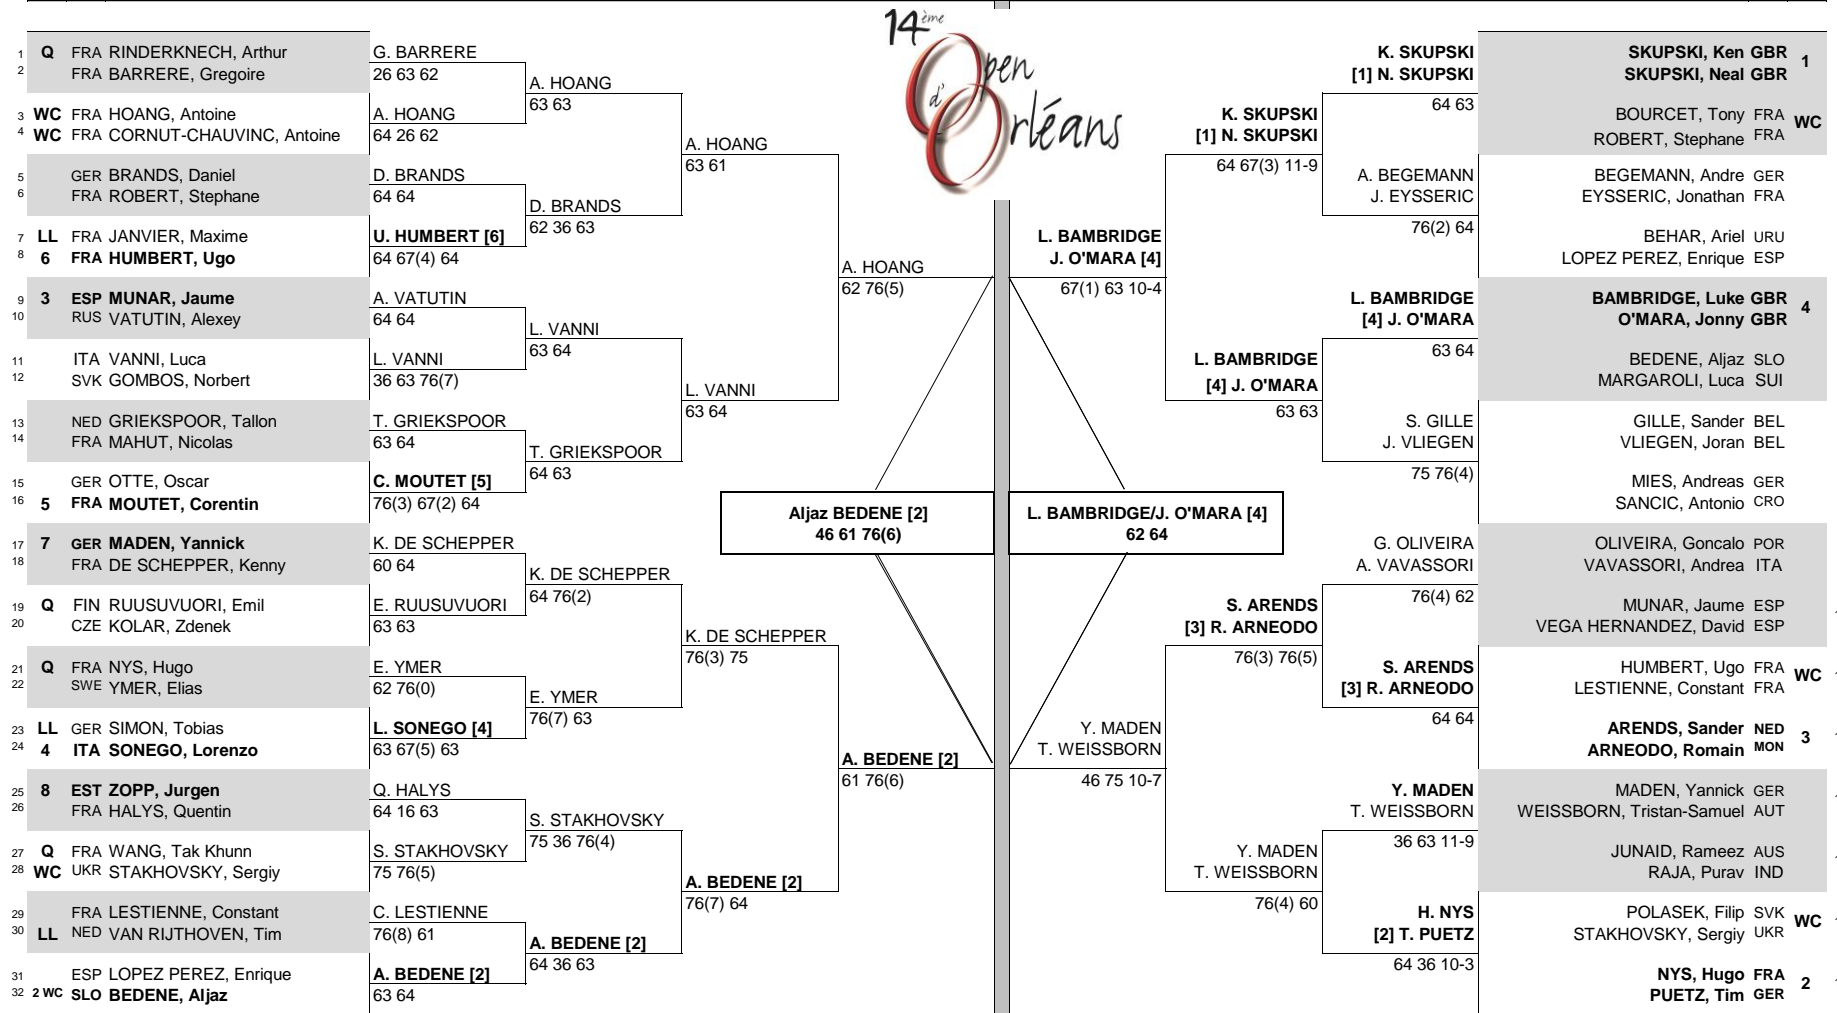 14ème
Open
d'
Orléans
1 Q FRA RINDERKNECH, Arthur
2 FRA BARRERE, Gregoire
3 WC FRA HOANG, Antoine
4 WC FRA CORNUT-CHAUVINC, Antoine
5 GER BRANDS, Daniel
6 FRA ROBERT, Stephane
7 LL FRA JANVIER, Maxime
8 6 FRA HUMBERT, Ugo
9 3 ESP MUNAR, Jaume
10 RUS VATUTIN, Alexey
11 ITA VANNI, Luca
12 SVK GOMBOS, Norbert
13 NED GRIEKSPOOR, Tallon
14 FRA MAHUT, Nicolas
15 GER OTTE, Oscar
16 5 FRA MOUTET, Corentin
17 7 GER MADEN, Yannick
18 FRA DE SCHEPPER, Kenny
19 Q FIN RUUSUVUORI, Emil
20 CZE KOLAR, Zdenek
21 Q FRA NYS, Hugo
22 SWE YMER, Elias
23 LL GER SIMON, Tobias
24 4 ITA SONEGO, Lorenzo
25 8 EST ZOPP, Jurgen
26 FRA HALYS, Quentin
27 Q FRA WANG, Tak Khunn
28 WC UKR STAKHOVSKY, Sergiy
29 FRA LESTIENNE, Constant
30 LL NED VAN RIJTHOVEN, Tim
31 ESP LOPEZ PEREZ, Enrique
32 2 WC SLO BEDENE, Aljaz
G. BARRERE
26 63 62
A. HOANG
64 26 62
D. BRANDS
64 64
U. HUMBERT [6]
64 67(4) 64
A. VATUTIN
64 64
L. VANNI
36 63 76(7)
T. GRIEKSPOOR
63 64
C. MOUTET [5]
76(3) 67(2) 64
K. DE SCHEPPER
60 64
E. RUUSUVUORI
63 63
E. YMER
62 76(0)
L. SONEGO [4]
63 67(5) 63
Q. HALYS
64 16 63
S. STAKHOVSKY
75 76(5)
C. LESTIENNE
76(8) 61
A. BEDENE [2]
63 64
A. HOANG
63 63
D. BRANDS
62 36 63
L. VANNI
63 64
T. GRIEKSPOOR
64 63
K. DE SCHEPPER
64 76(2)
E. YMER
76(7) 63
S. STAKHOVSKY
75 36 76(4)
A. BEDENE [2]
64 36 63
A. HOANG
63 61
L. VANNI
63 64
K. DE SCHEPPER
76(3) 75
A. BEDENE [2]
76(7) 64
A. HOANG
62 76(5)
A. BEDENE [2]
61 76(6)
Aljaz BEDENE [2]
46 61 76(6)
L. BAMBRIDGE/J. O'MARA [4]
62 64
L. BAMBRIDGE
J. O'MARA [4]
67(1) 63 10-4
Y. MADEN
T. WEISSBORN
46 75 10-7
K. SKUPSKI
[1] N. SKUPSKI
64 67(3) 11-9
L. BAMBRIDGE
[4] J. O'MARA
63 63
S. ARENDS
[3] R. ARNEODO
76(3) 76(5)
Y. MADEN
T. WEISSBORN
76(4) 60
K. SKUPSKI
[1] N. SKUPSKI
64 63
A. BEGEMANN
J. EYSSERIC
76(2) 64
L. BAMBRIDGE
[4] J. O'MARA
63 64
S. GILLE
J. VLIEGEN
75 76(4)
G. OLIVEIRA
A. VAVASSORI
76(4) 62
S. ARENDS
[3] R. ARNEODO
64 64
Y. MADEN
T. WEISSBORN
36 63 11-9
H. NYS
[2] T. PUETZ
64 36 10-3
SKUPSKI, Ken GBR 1
SKUPSKI, Neal GBR
BOURCET, Tony FRA WC
ROBERT, Stephane FRA
BEGEMANN, Andre GER
EYSSERIC, Jonathan FRA
BEHAR, Ariel URU
LOPEZ PEREZ, Enrique ESP
BAMBRIDGE, Luke GBR 4
O'MARA, Jonny GBR
BEDENE, Aljaz SLO
MARGAROLI, Luca SUI
GILLE, Sander BEL
VLIEGEN, Joran BEL
MIES, Andreas GER
SANCIC, Antonio CRO
OLIVEIRA, Goncalo POR
VAVASSORI, Andrea ITA
MUNAR, Jaume ESP
VEGA HERNANDEZ, David ESP
HUMBERT, Ugo FRA WC
LESTIENNE, Constant FRA
ARENDS, Sander NED 3
ARNEODO, Romain MON
MADEN, Yannick GER
WEISSBORN, Tristan-Samuel AUT
JUNAID, Rameez AUS
RAJA, Purav IND
POLASEK, Filip SVK WC
STAKHOVSKY, Sergiy UKR
NYS, Hugo FRA 2
PUETZ, Tim GER